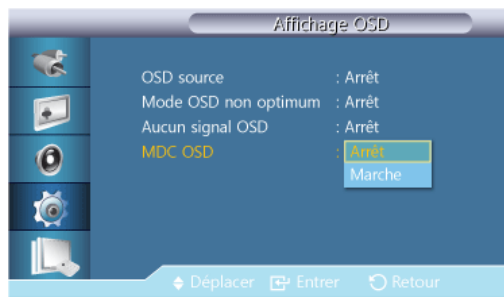 Affichage OSD
OSD source : Arrêt
Mode OSD non optimum : Arrêt
Aucun signal OSD : Arrêt
MDC OSD : Arrêt
Marche
Déplacer Entrer Retour